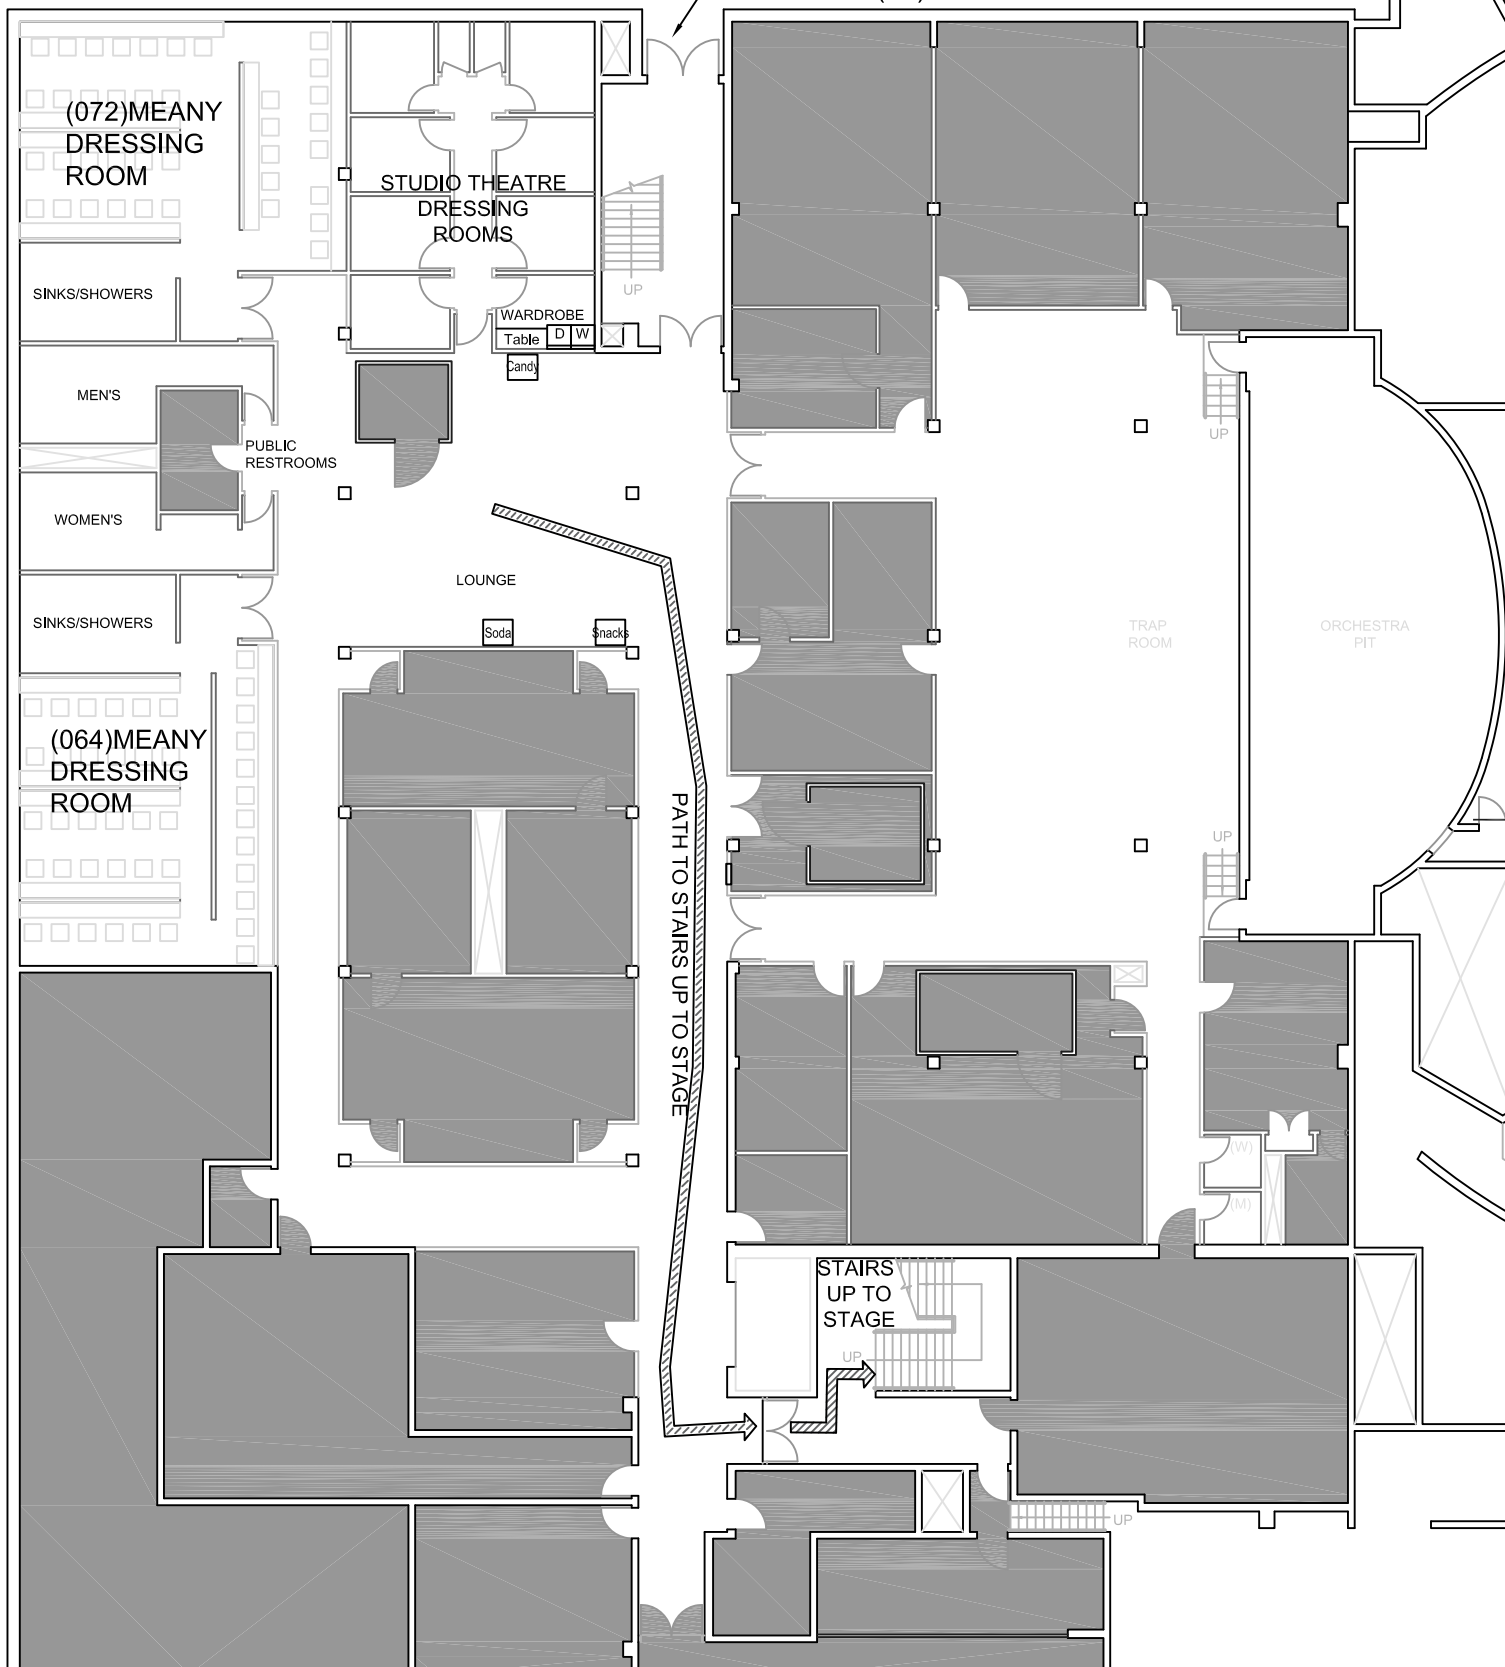 (072)MEANY
DRESSING
ROOM
STUDIO THEATRE
DRESSING
ROOMS
SINKS/SHOWERS
UP
WARDROBE
Table
D
W
Candy
MEN'S
PUBLIC
RESTROOMS
UP
WOMEN'S
LOUNGE
SINKS/SHOWERS
Soda
Snacks
TRAP
ROOM
ORCHESTRA
PIT
(064)MEANY
DRESSING
ROOM
PATH TO STAIRS UP TO STAGE
UP
(W)
(M)
STAIRS
UP TO
STAGE
UP
UP